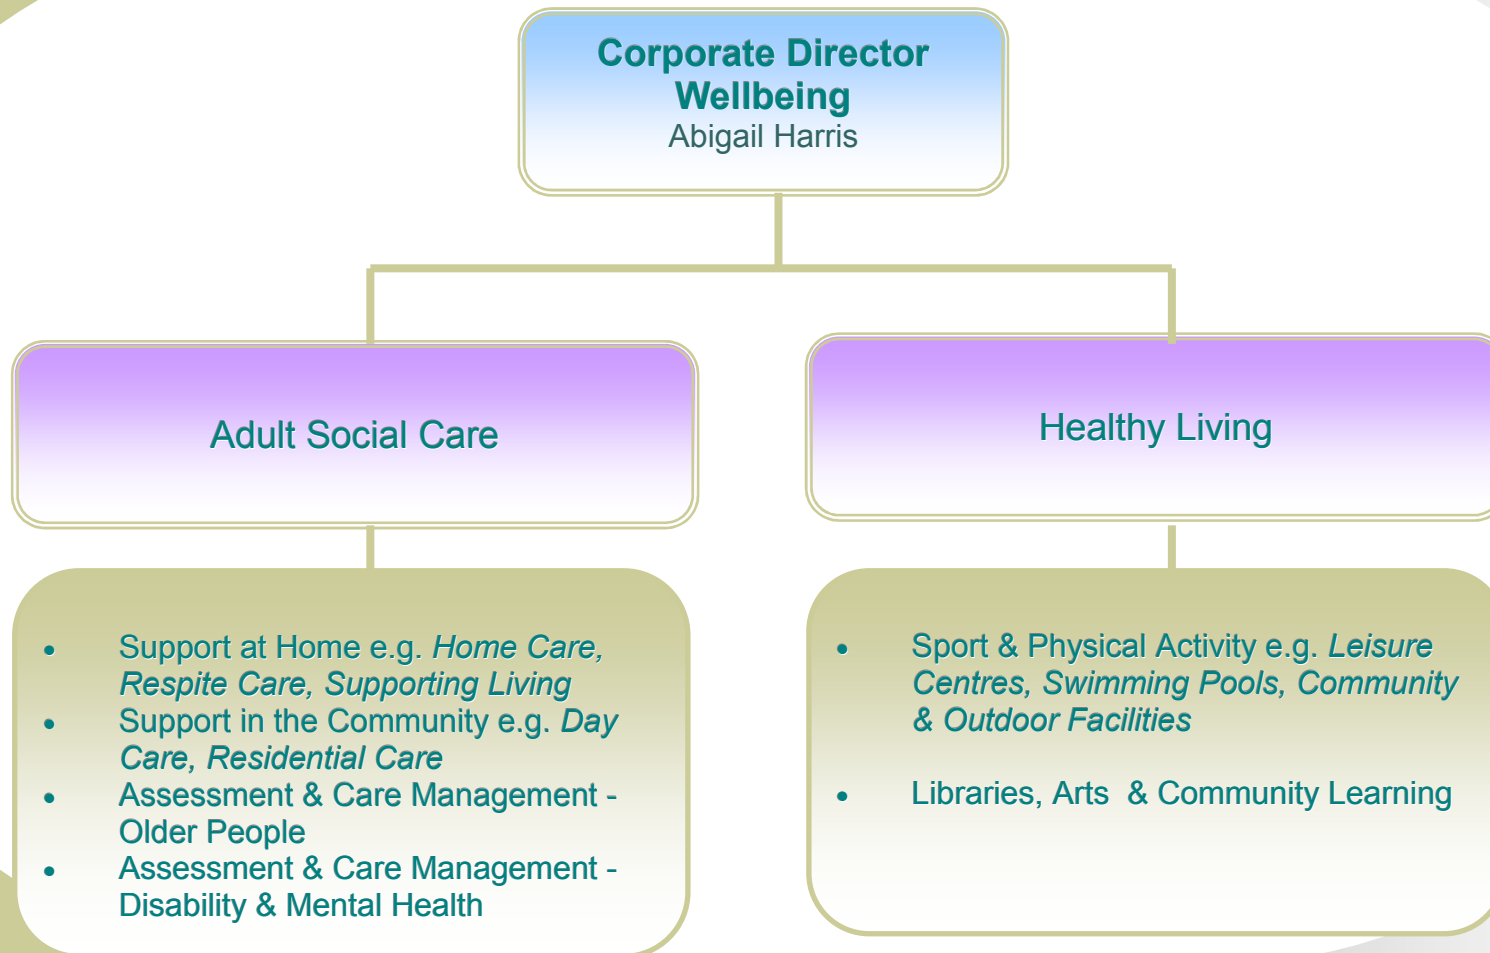 Corporate Director
Wellbeing
Abigail Harris
Adult Social Care
Healthy Living
• Support at Home e.g. Home Care,
Respite Care, Supporting Living
• Support in the Community e.g. Day
Care, Residential Care
• Assessment & Care Management -
Older People
• Assessment & Care Management -
Disability & Mental Health
• Sport & Physical Activity e.g. Leisure
Centres, Swimming Pools, Community
& Outdoor Facilities
• Libraries, Arts & Community Learning